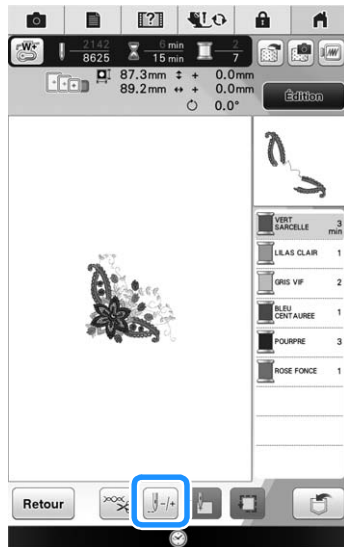 [?]
W+
2142
8625
6 min
15 min
2
7
87.3mm + 0.0mm
89.2mm + 0.0mm
0.0°
Édition
VERT SARCELLE 3 min
LILAS CLAIR 1
GRIS VIF 2
BLEU CENTAUREE 1
POURPRE 3
ROSE FONCE 1
Retour
-/+